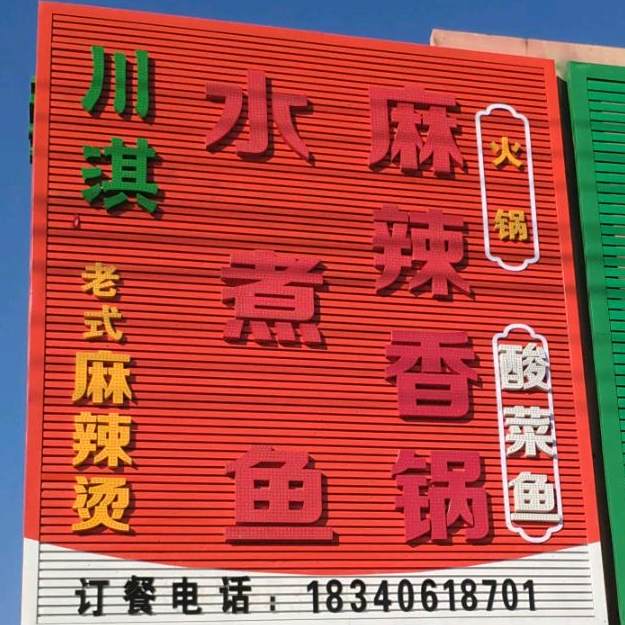 川淇
老式麻辣烫
水煮鱼
麻辣香锅
火锅
酸菜鱼
订餐电话：18340618701